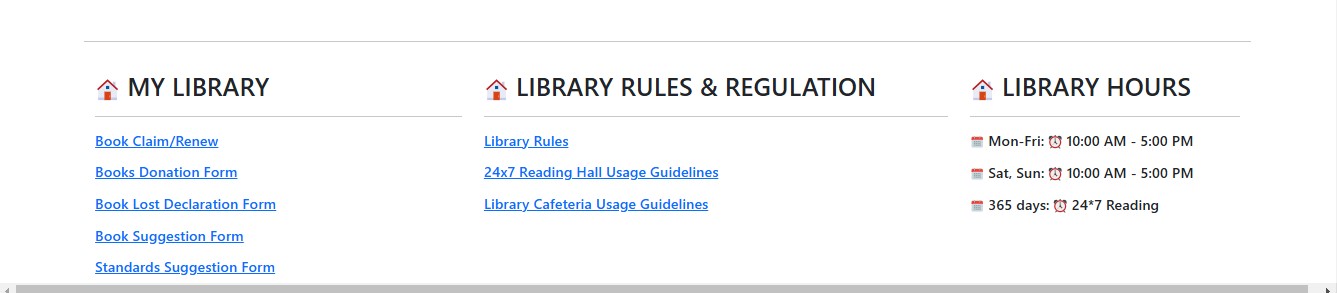 MY LIBRARY
Book Claim/Renew
Books Donation Form
Book Lost Declaration Form
Book Suggestion Form
Standards Suggestion Form
LIBRARY RULES & REGULATION
Library Rules
24x7 Reading Hall Usage Guidelines
Library Cafeteria Usage Guidelines
LIBRARY HOURS
Mon-Fri: ⏰ 10:00 AM - 5:00 PM
Sat, Sun: ⏰ 10:00 AM - 5:00 PM
365 days: ⏰ 24*7 Reading